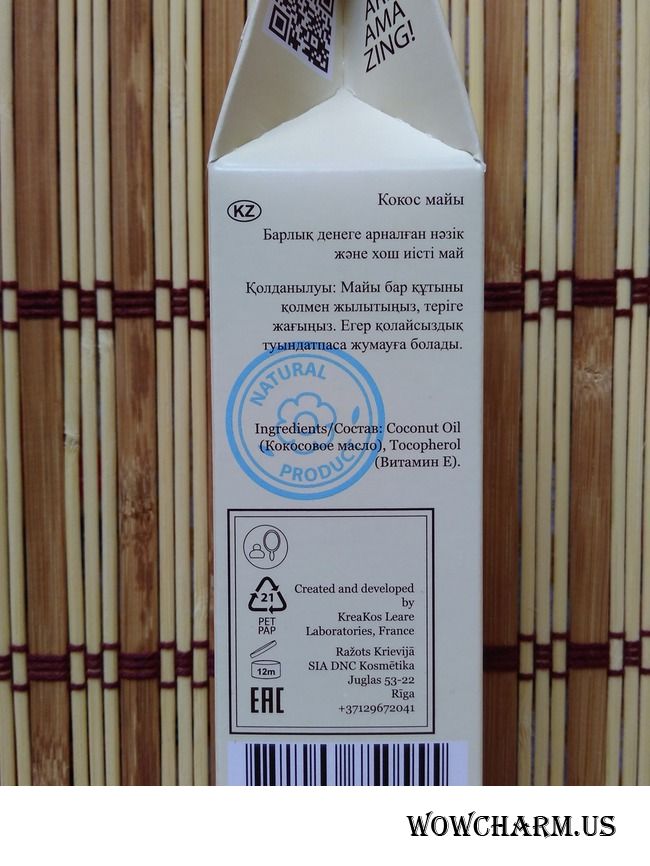 AMA
ZING!
KZ
Кокос майы
Барлық денеге арналған нәзік
және хош иісті май
Қолданылуы: Майы бар құтыны
қолмен жылытыңыз, теріге
жағыңыз. Егер қолайсыздық
туындатпаса жумауға болады.
NATURAL
PRODUCT
Ingredients/Состав: Coconut Oil
(Кокосовое масло), Tocopherol
(Витамин Е).
21
PET
PAP
12m
EAC
Created and developed
by
KreaKos Leare
Laboratories, France
Ražots Krievijā
SIA DNC Kosmētika
Juglas 53-22
Rīga
+37129672041
WOWCHARM.US